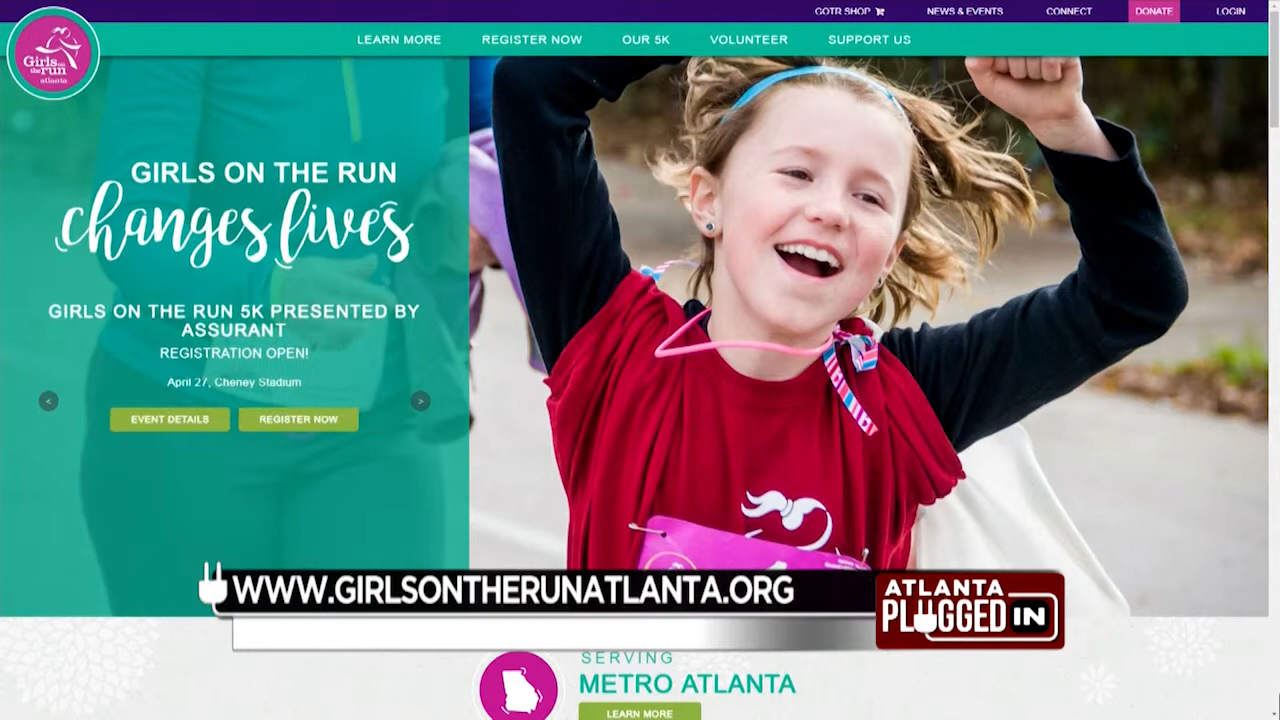 GOTR SHOP NEWS & EVENTS CONNECT DONATE LOGIN
LEARN MORE REGISTER NOW OUR 5K VOLUNTEER SUPPORT US
Girls on
the run
atlanta
GIRLS ON THE RUN
changes lives
GIRLS ON THE RUN 5K PRESENTED BY
ASSURANT
REGISTRATION OPEN!
April 27, Cheney Stadium
< >
EVENT DETAILS REGISTER NOW
WWW.GIRLSONTHERUNATLANTA.ORG
ATLANTA
PLUGGED IN
SERVING
METRO ATLANTA
LEARN MORE